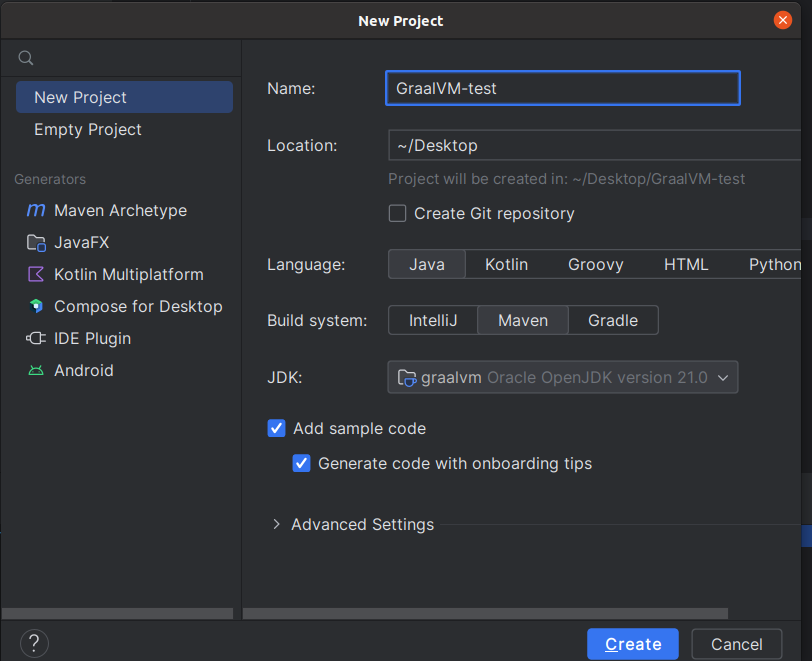 New Project
New Project
Empty Project
Generators
Maven Archetype
JavaFX
Kotlin Multiplatform
Compose for Desktop
IDE Plugin
Android
Name: GraalVM-test
Location: ~/Desktop
Project will be created in: ~/Desktop/GraalVM-test
Create Git repository
Language: Java Kotlin Groovy HTML Python
Build system: IntelliJ Maven Gradle
JDK: graalvm Oracle OpenJDK version 21.0
Add sample code
Generate code with onboarding tips
Advanced Settings
? Create Cancel